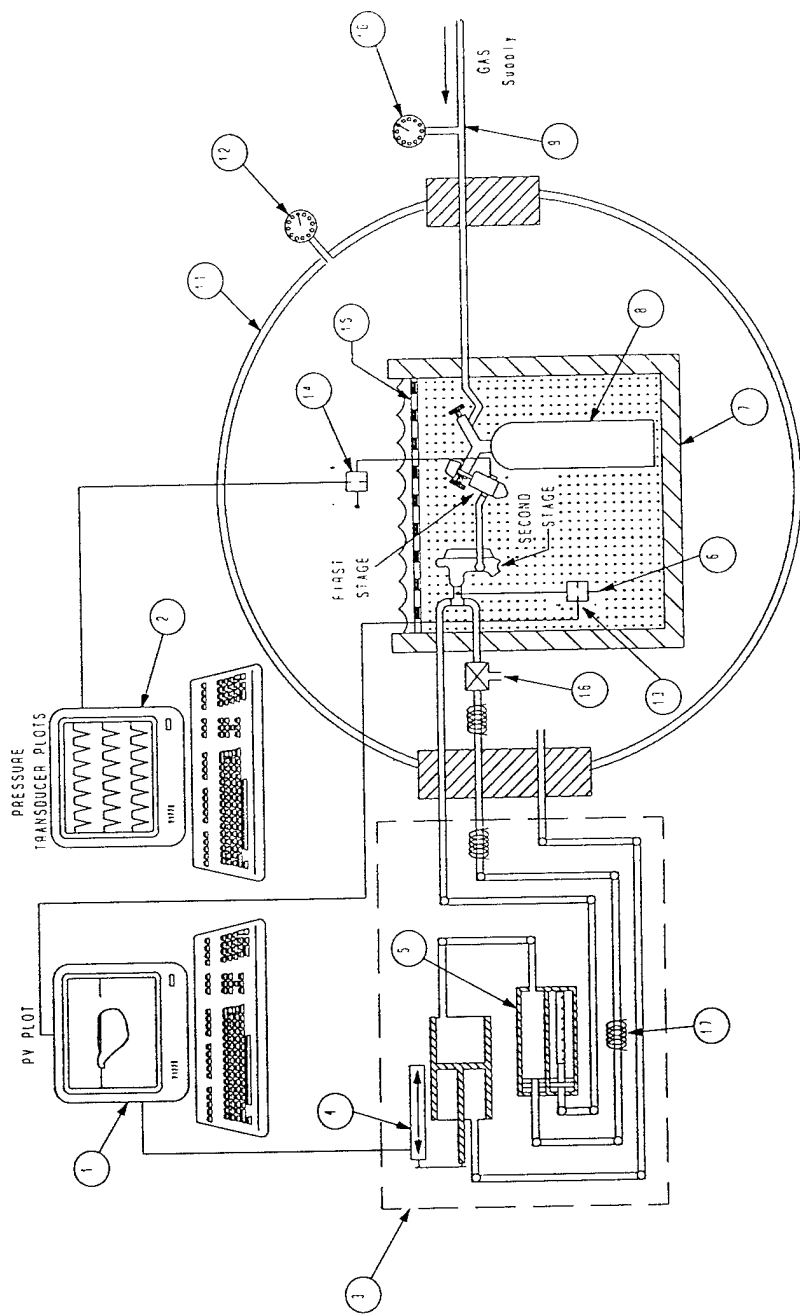 PRESSURE
TRANSDUCER PLOTS
PV PLOT
GAS
Supply
FIRST
STAGE
SECOND
STAGE
1
2
3
4
5
6
7
8
9
10
11
12
13
14
15
16
17